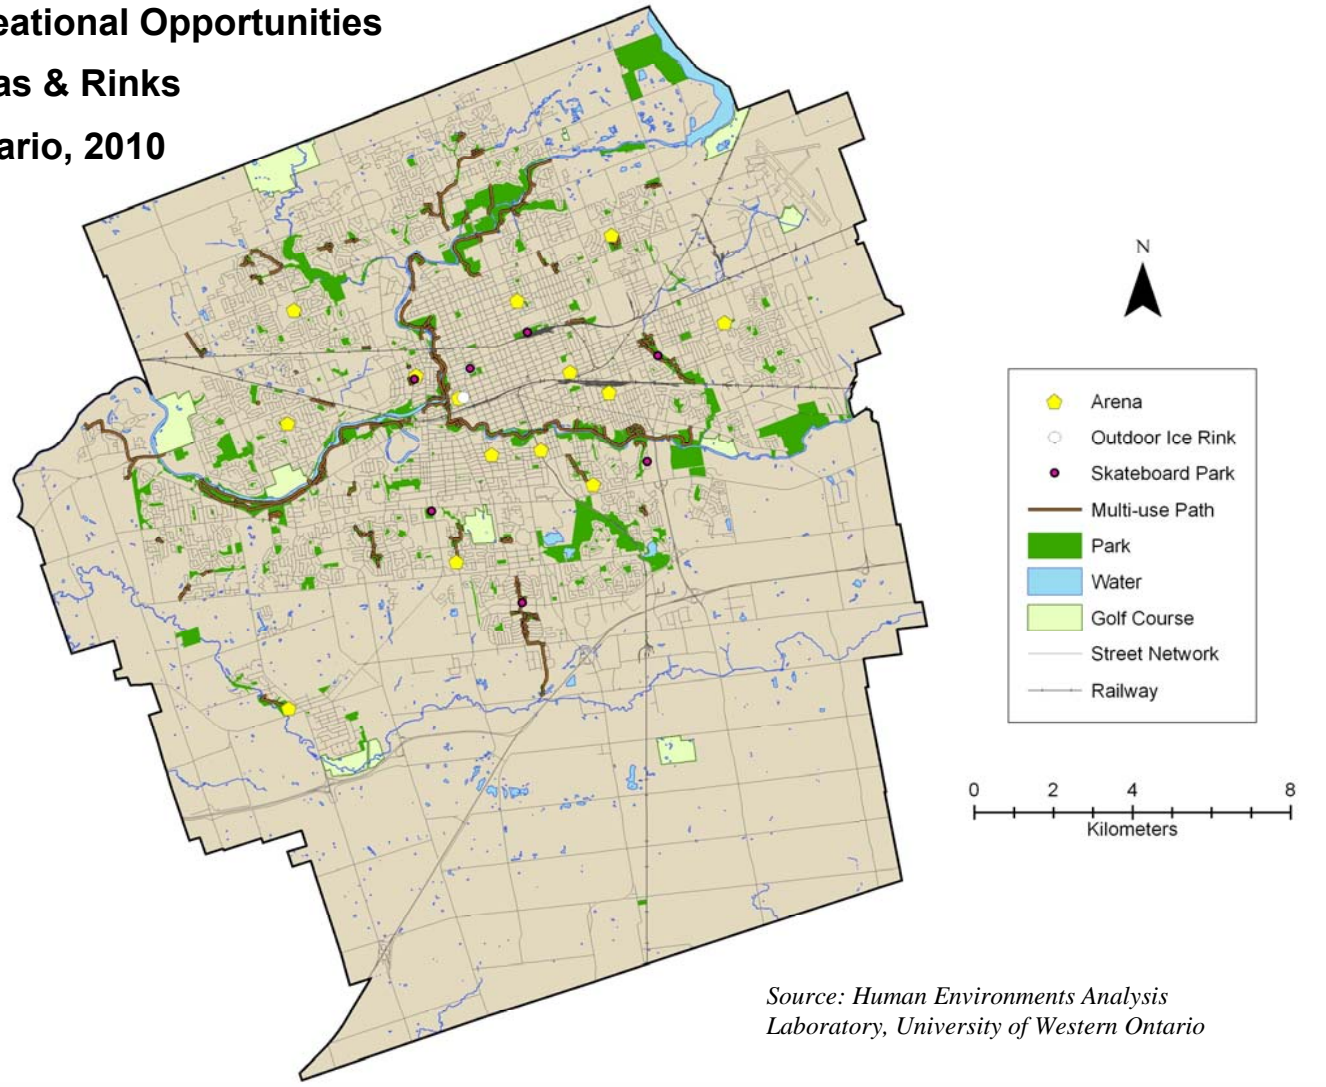 eational Opportunities
as & Rinks
ario, 2010
N
Arena
Outdoor Ice Rink
Skateboard Park
Multi-use Path
Park
Water
Golf Course
Street Network
Railway
0 2 4 8
Kilometers
Source: Human Environments Analysis
Laboratory, University of Western Ontario